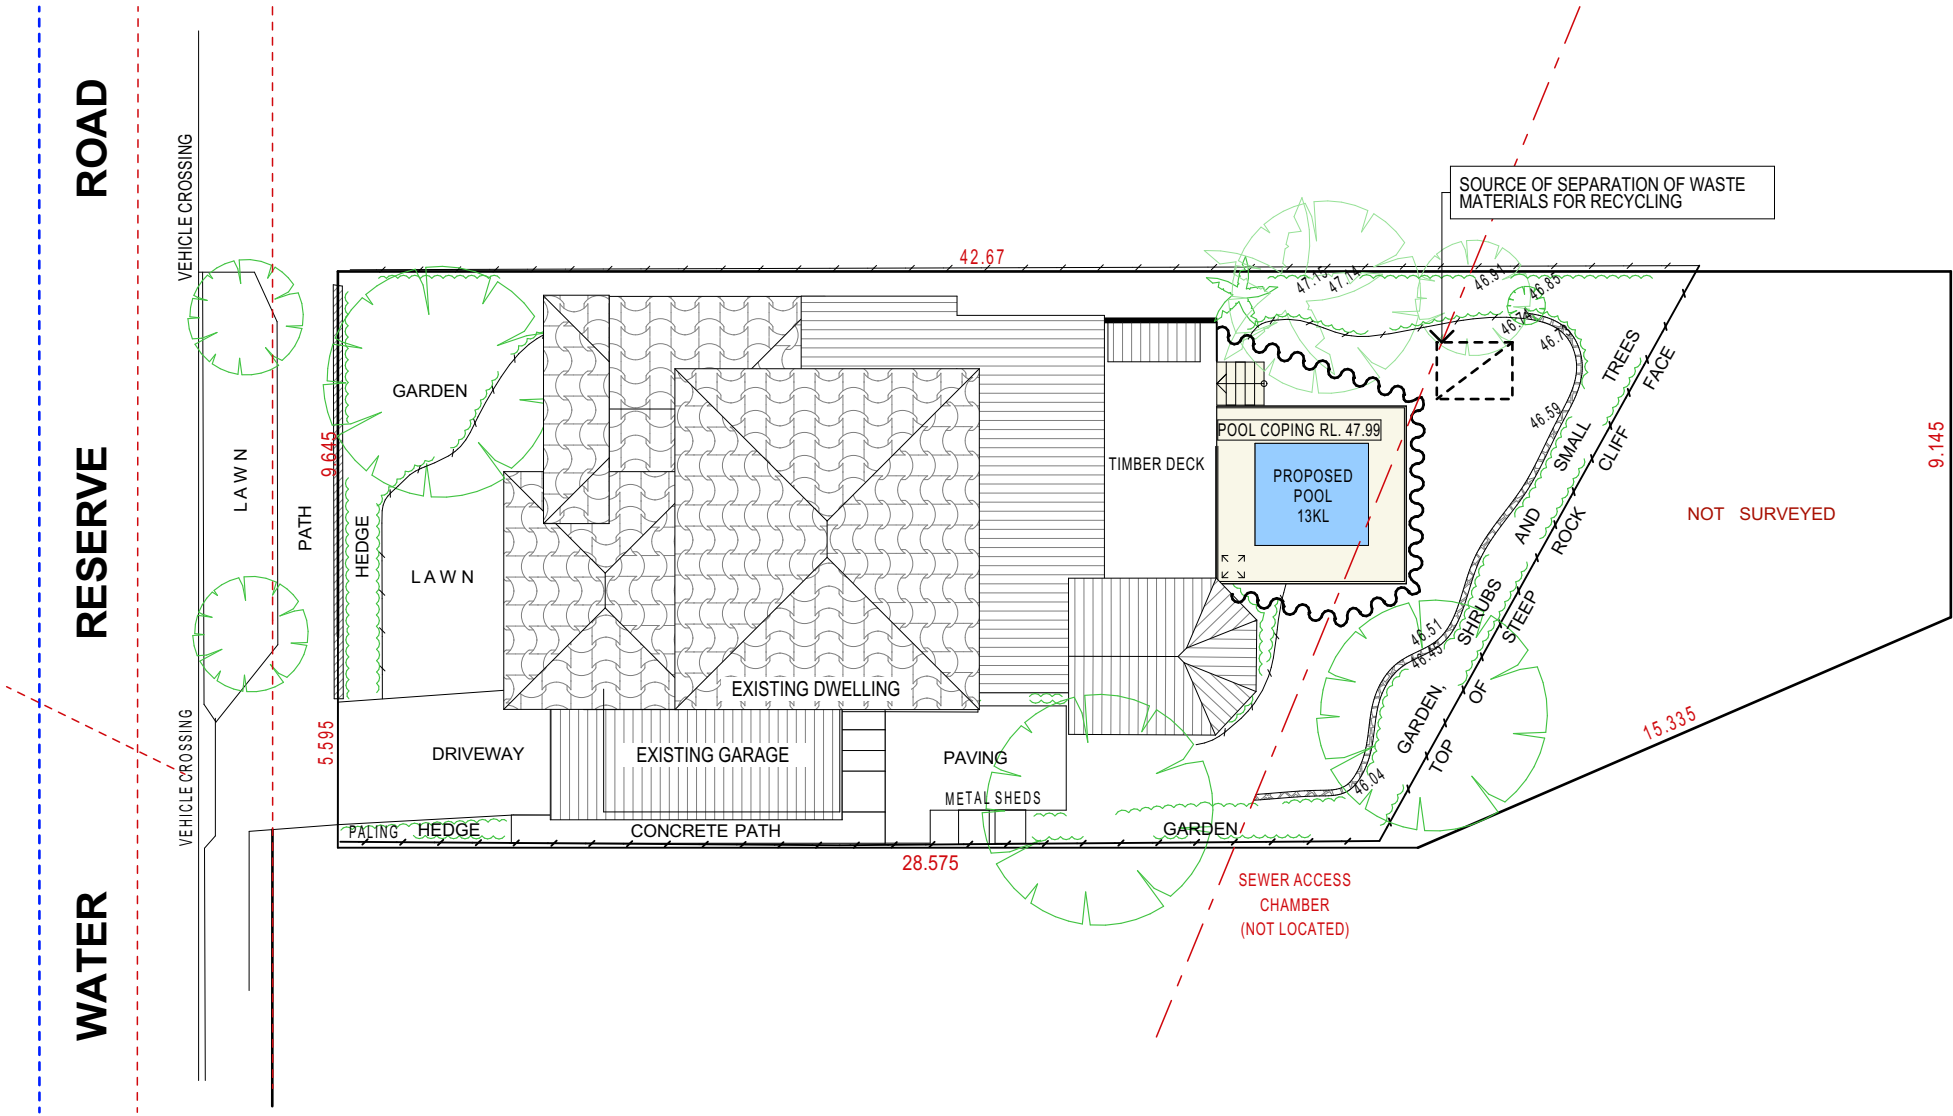 WATER RESERVE ROAD
VEHICLE CROSSING
VEHICLE CROSSING
LAWN
PATH
42.67
SOURCE OF SEPARATION OF WASTE
MATERIALS FOR RECYCLING
47.14
46.91
46.85
46.59
GARDEN
9.645
HEDGE
LAWN
TIMBER DECK
POOL COPING RL. 47.99
PROPOSED
POOL
13KL
9.145
NOT SURVEYED
GARDEN, SHRUBS AND SMALL TREES
TOP OF STEEP ROCK CLIFF FACE
46.51
46.45
46.04
15.335
5.595
DRIVEWAY
EXISTING DWELLING
EXISTING GARAGE
PAVING
METAL SHEDS
PALING
HEDGE
CONCRETE PATH
GARDEN
28.575
SEWER ACCESS
CHAMBER
(NOT LOCATED)